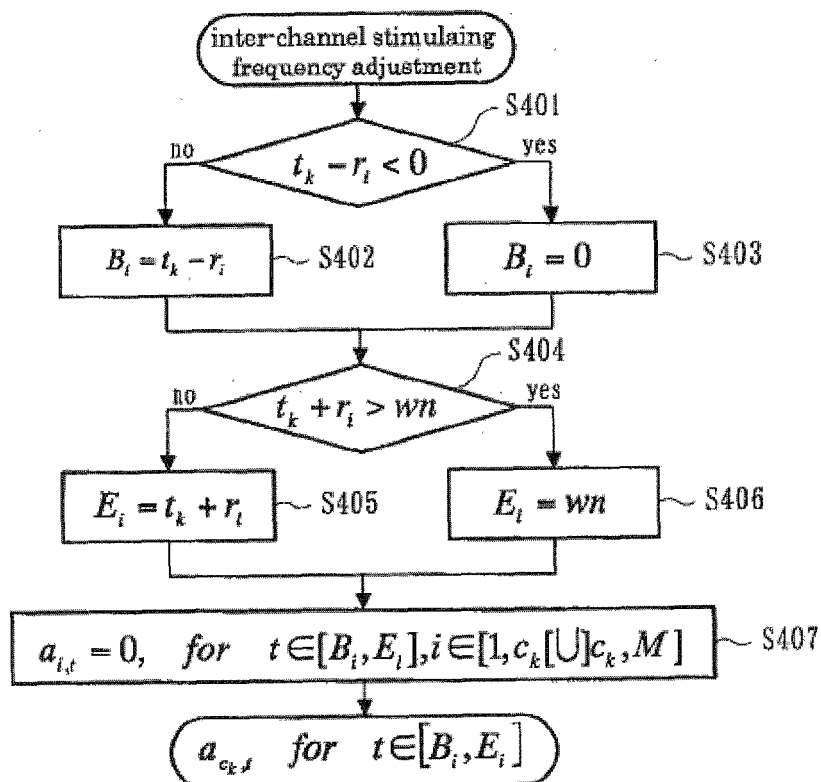 inter-channel stimulaing
frequency adjustment
S401
no
yes
t_k − r_i < 0
B_i = t_k − r_i
S402
B_i = 0
S403
S404
no
yes
t_k + r_i > wn
E_i = t_k + r_i
S405
E_i = wn
S406
a_{i,t} = 0, for t∈[B_i, E_i], i∈[1, c_k[∪]c_k, M]
S407
a_{c_k,t} for t∈[B_i, E_i]